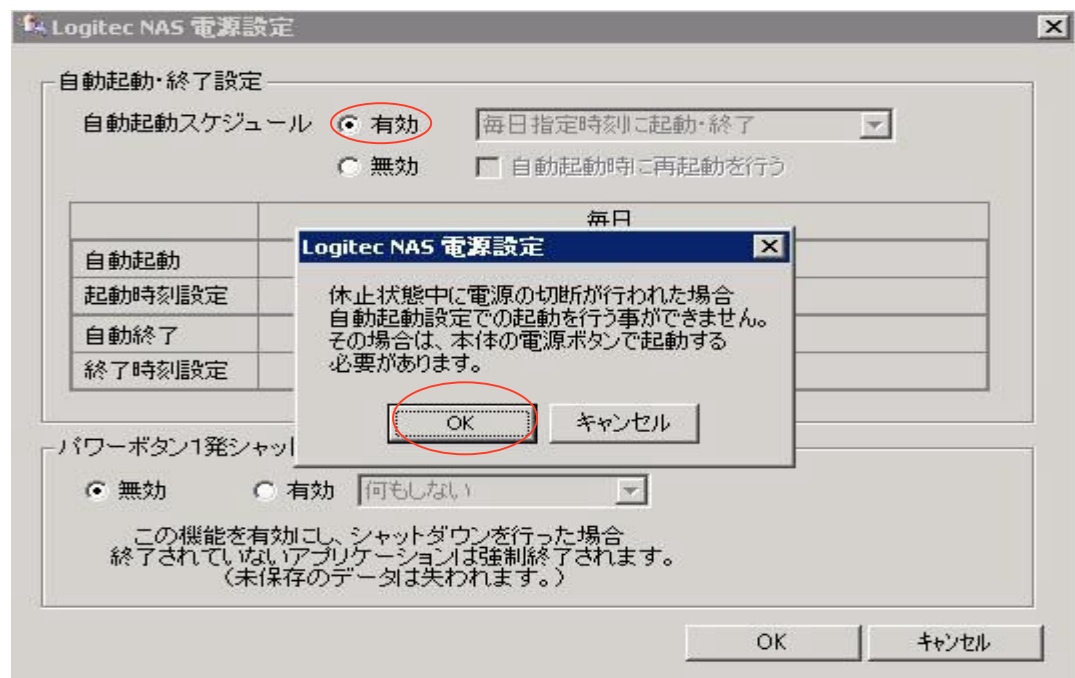 Logitec NAS 電源設定
自動起動・終了設定
自動起動スケジュール 有効 毎日指定時刻に起動・終了
無効 自動起動時に再起動を行う
毎日
自動起動
起動時刻設定
自動終了
終了時刻設定
Logitec NAS 電源設定
休止状態中に電源の切断が行われた場合
自動起動設定での起動を行う事ができません。
その場合は、本体の電源ボタンで起動する
必要があります。
OK キャンセル
パワーボタン1発シャット
無効 有効 何もしない
この機能を有効にし、シャットダウンを行った場合
終了されていないアプリケーションは強制終了されます。
(未保存のデータは失われます。)
OK キャンセル